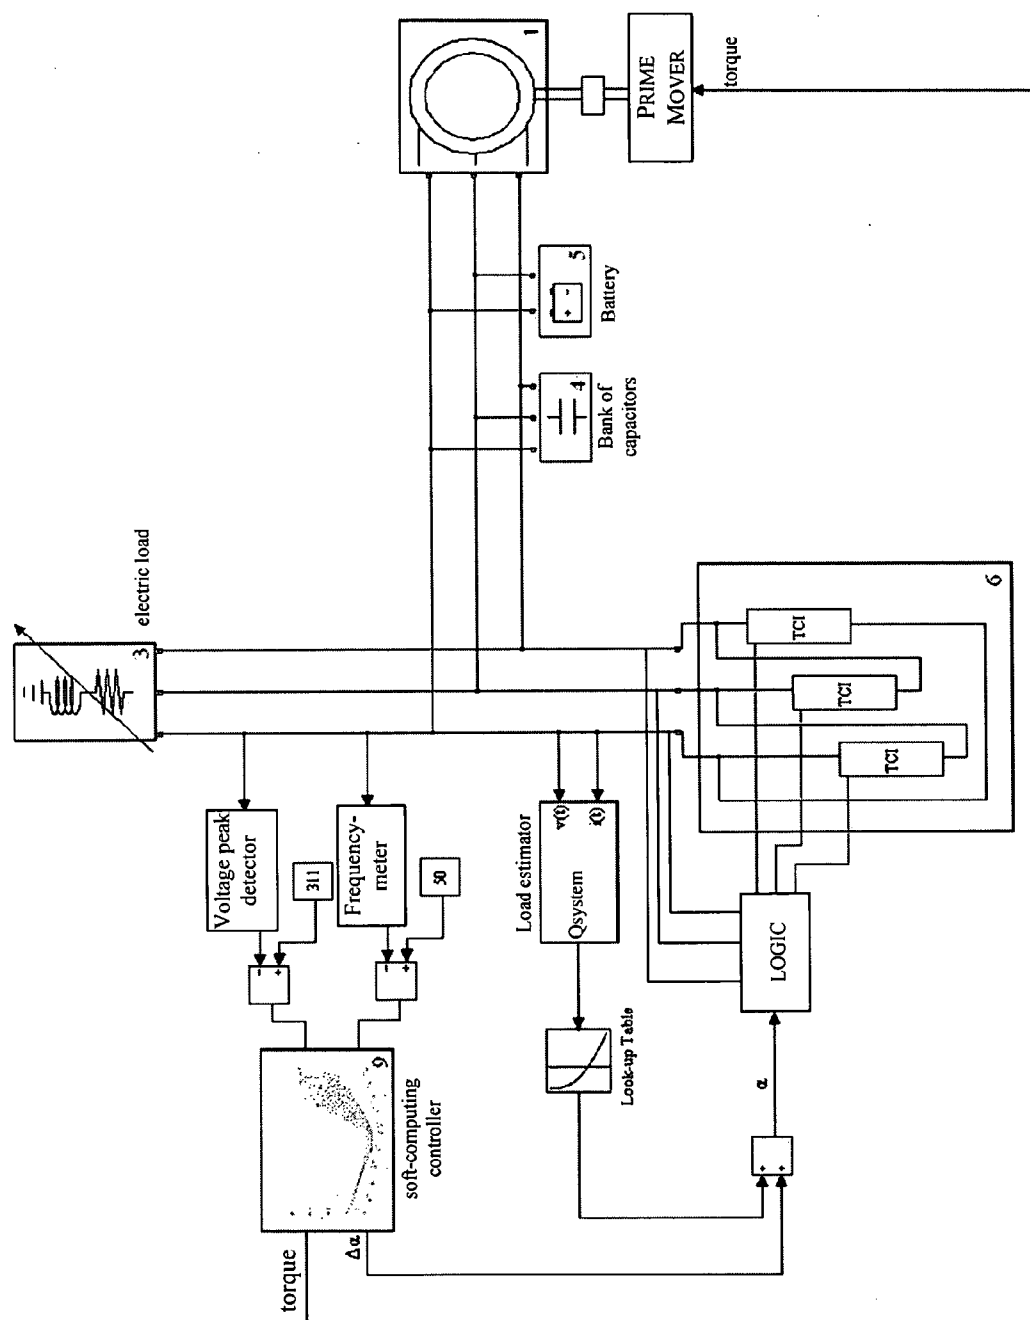 1
PRIME
MOVER
torque
5
Battery
4
Bank of
capacitors
electric load
3
6
TCI
TCI
TCI
Voltage peak
detector
311
Frequency-
meter
50
Load estimator
v(t)
i(t)
Qsystem
LOGIC
- +
- +
9
soft-computing
controller
Look-up Table
α
+ +
Δα
torque